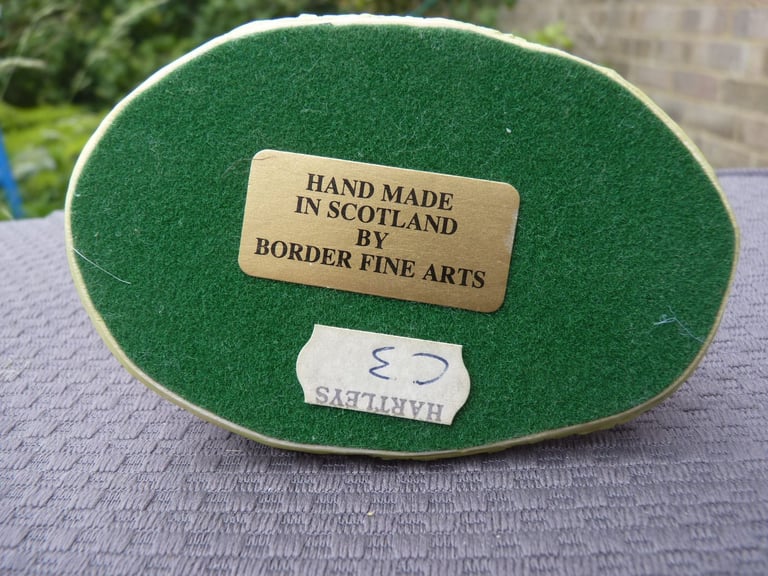 HAND MADE
IN SCOTLAND
BY
BORDER FINE ARTS
HARTLEYS
C3